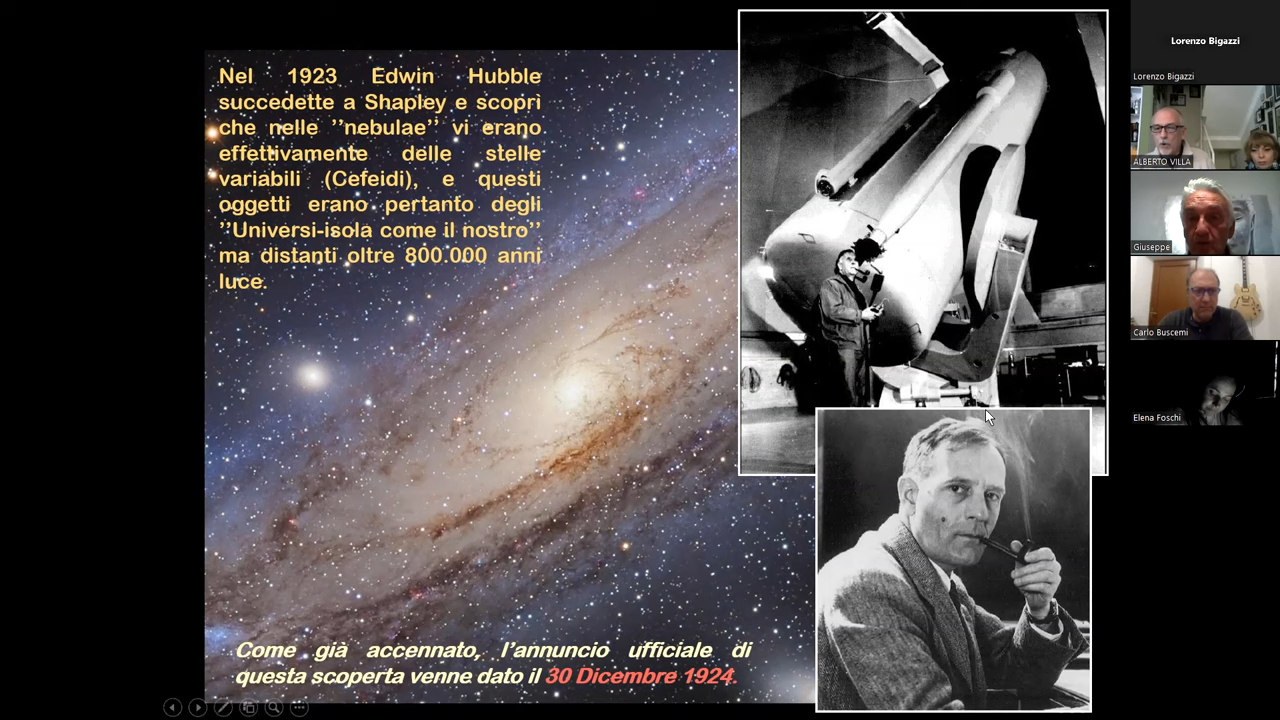 Nel 1923 Edwin Hubble
succedette a Shapley e scoprì
che nelle ’’nebulae’’ vi erano
effettivamente delle stelle
variabili (Cefeidi), e questi
oggetti erano pertanto degli
’’Universi-isola come il nostro’’
ma distanti oltre 800.000 anni
luce.
Come già accennato, l’annuncio ufficiale di
questa scoperta venne dato il 30 Dicembre 1924.
Lorenzo Bigazzi
Lorenzo Bigazzi
ALBERTO VILLA
Giuseppe
Carlo Buscemi
Elena Foschi